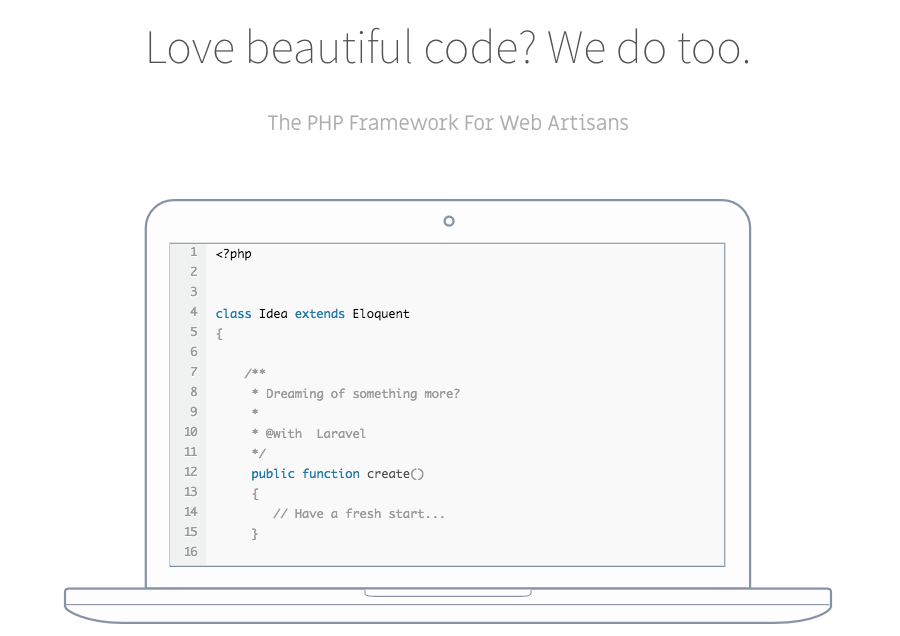 Love beautiful code? We do too.
The PHP Framework For Web Artisans
1 <?php
2
3
4 class Idea extends Eloquent
5 {
6
7     /**
8      * Dreaming of something more?
9      *
10      * @with  Laravel
11      */
12      public function create()
13      {
14         // Have a fresh start...
15      }
16